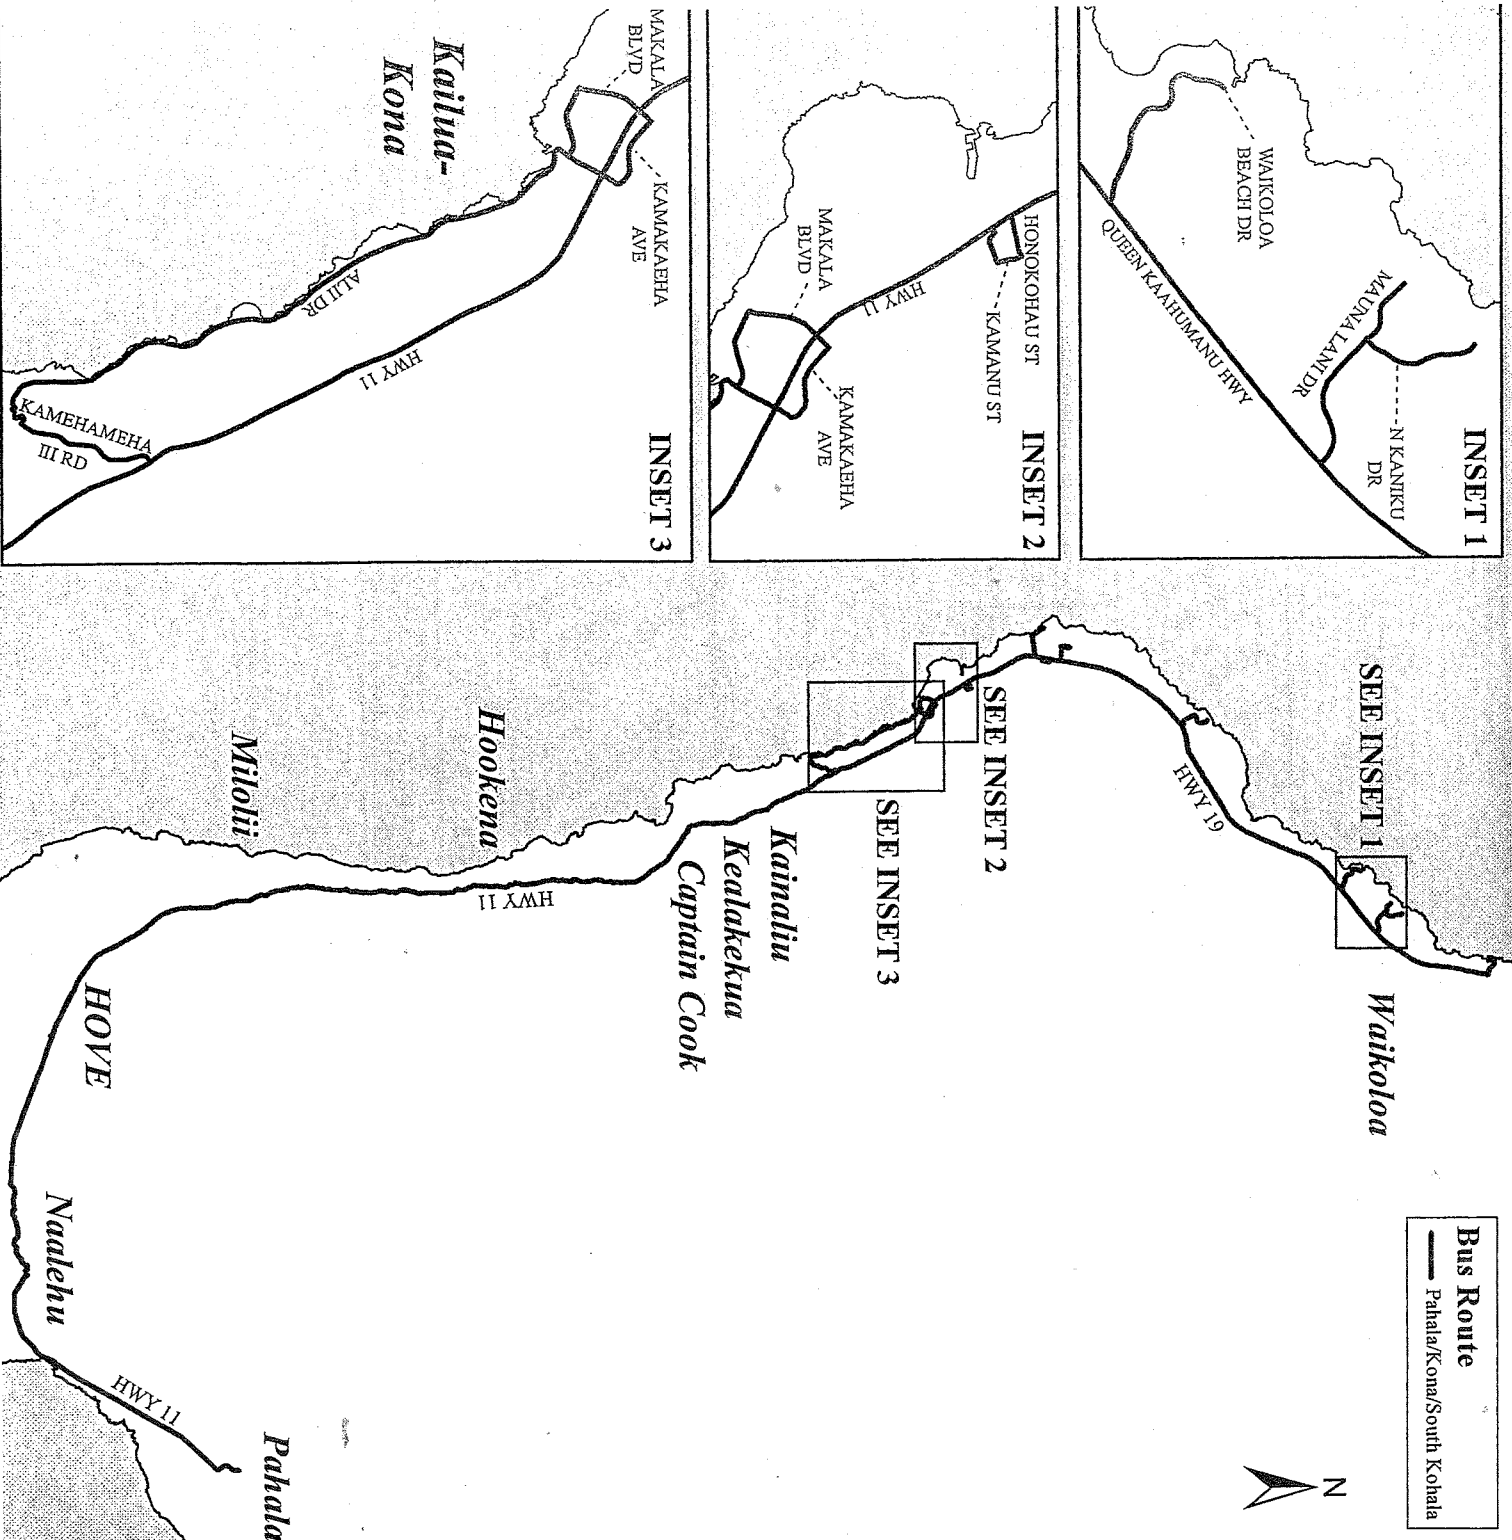 INSET 1
N KANIKU
DR
MAUNA LANI DR
WAIKOLOA
BEACH DR
QUEEN KAAHUMANU HWY
INSET 2
HONOKOHAU ST
KAMANU ST
HWY 11
MAKALA
BLVD
KAMAKAEHA
AVE
INSET 3
MAKALA
BLVD
KAMAKAEHA
AVE
Kailua-
Kona
ALII DR
HWY 11
KAMEHAMEHA
III RD
SEE INSET 1
Waikoloa
HWY 19
SEE INSET 2
SEE INSET 3
Kainaliu
Kealakekua
Captain Cook
Hookena
HWY 11
Milolii
HOVE
Naalehu
HWY 11
Pahala
Bus Route
Pahala/Kona/South Kohala
N